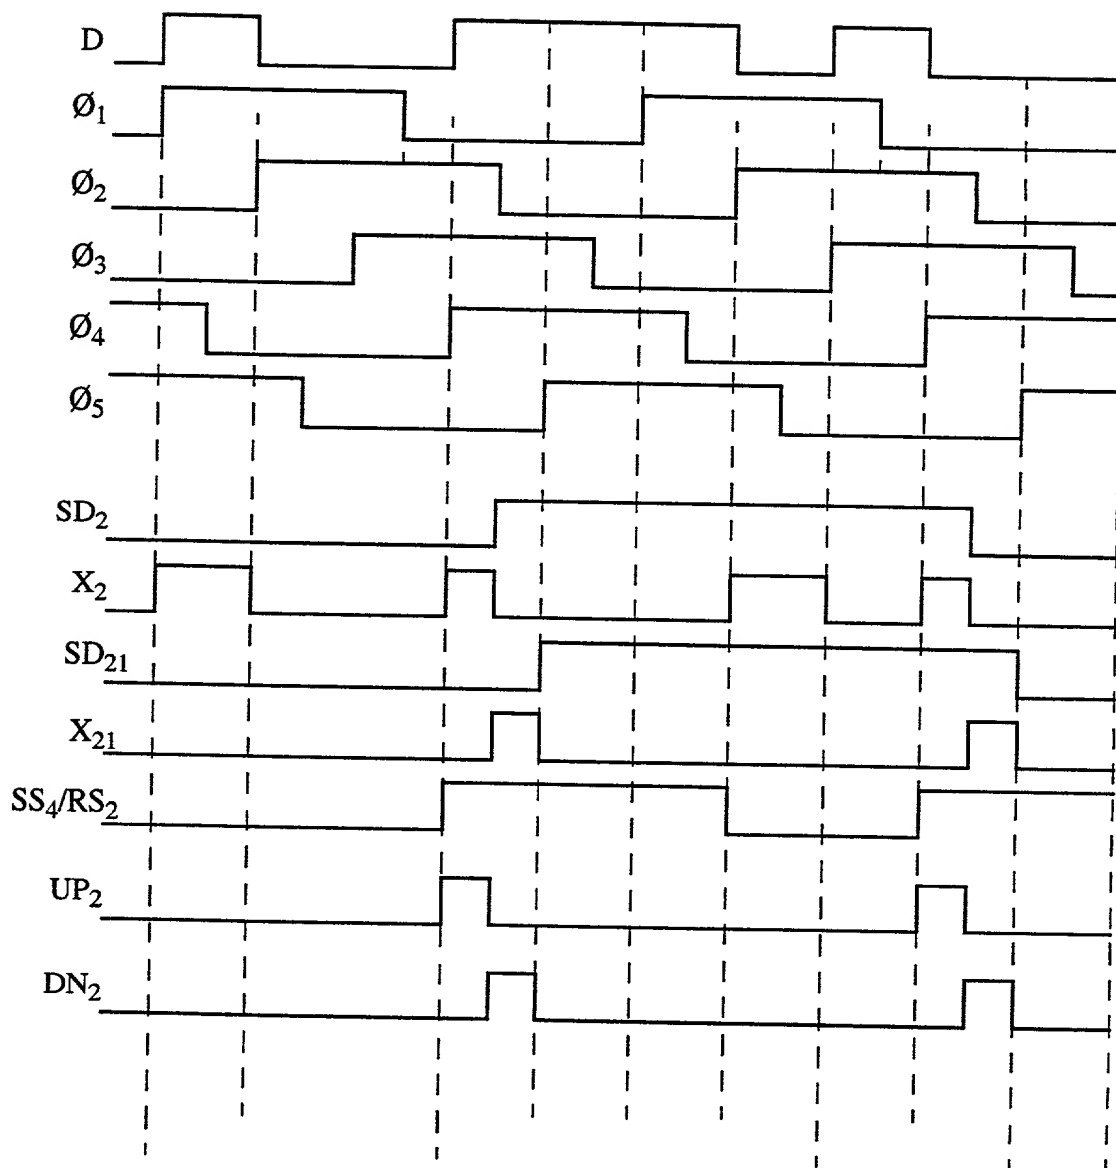 D
Ø₁
Ø₂
Ø₃
Ø₄
Ø₅
SD₂
X₂
SD₂₁
X₂₁
SS₄/RS₂
UP₂
DN₂